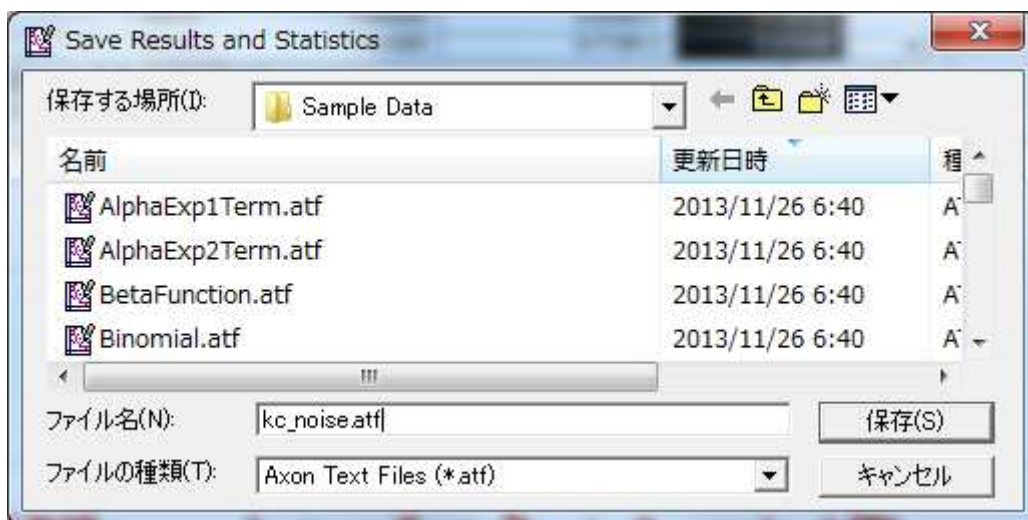 Save Results and Statistics
保存する場所(I):
Sample Data
名前 更新日時 種
AlphaExp1Term.atf 2013/11/26 6:40 A
AlphaExp2Term.atf 2013/11/26 6:40 A
BetaFunction.atf 2013/11/26 6:40 A
Binomial.atf 2013/11/26 6:40 A
ファイル名(N): kc_noise.atf 保存(S)
ファイルの種類(T): Axon Text Files (*.atf) キャンセル